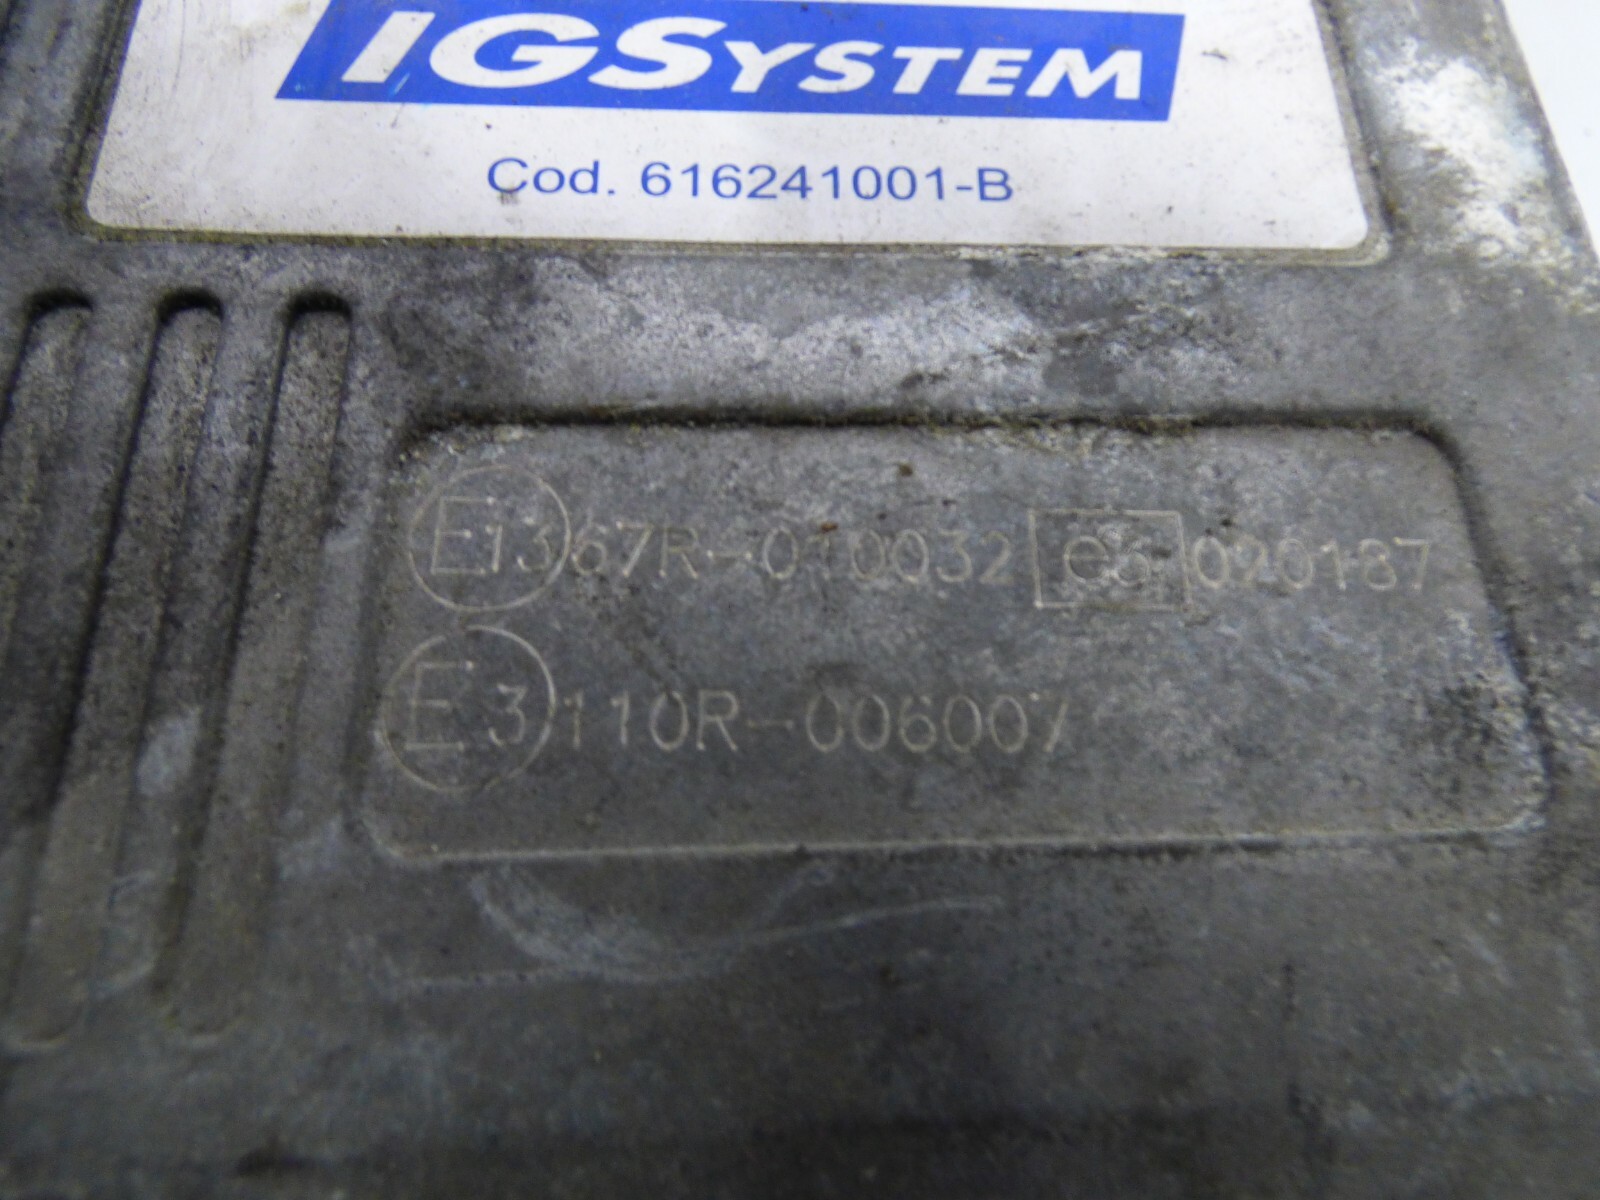 IGSYSTEM
Cod. 616241001-B
E13 67R-010032 e3 020187
E3 110R-006007